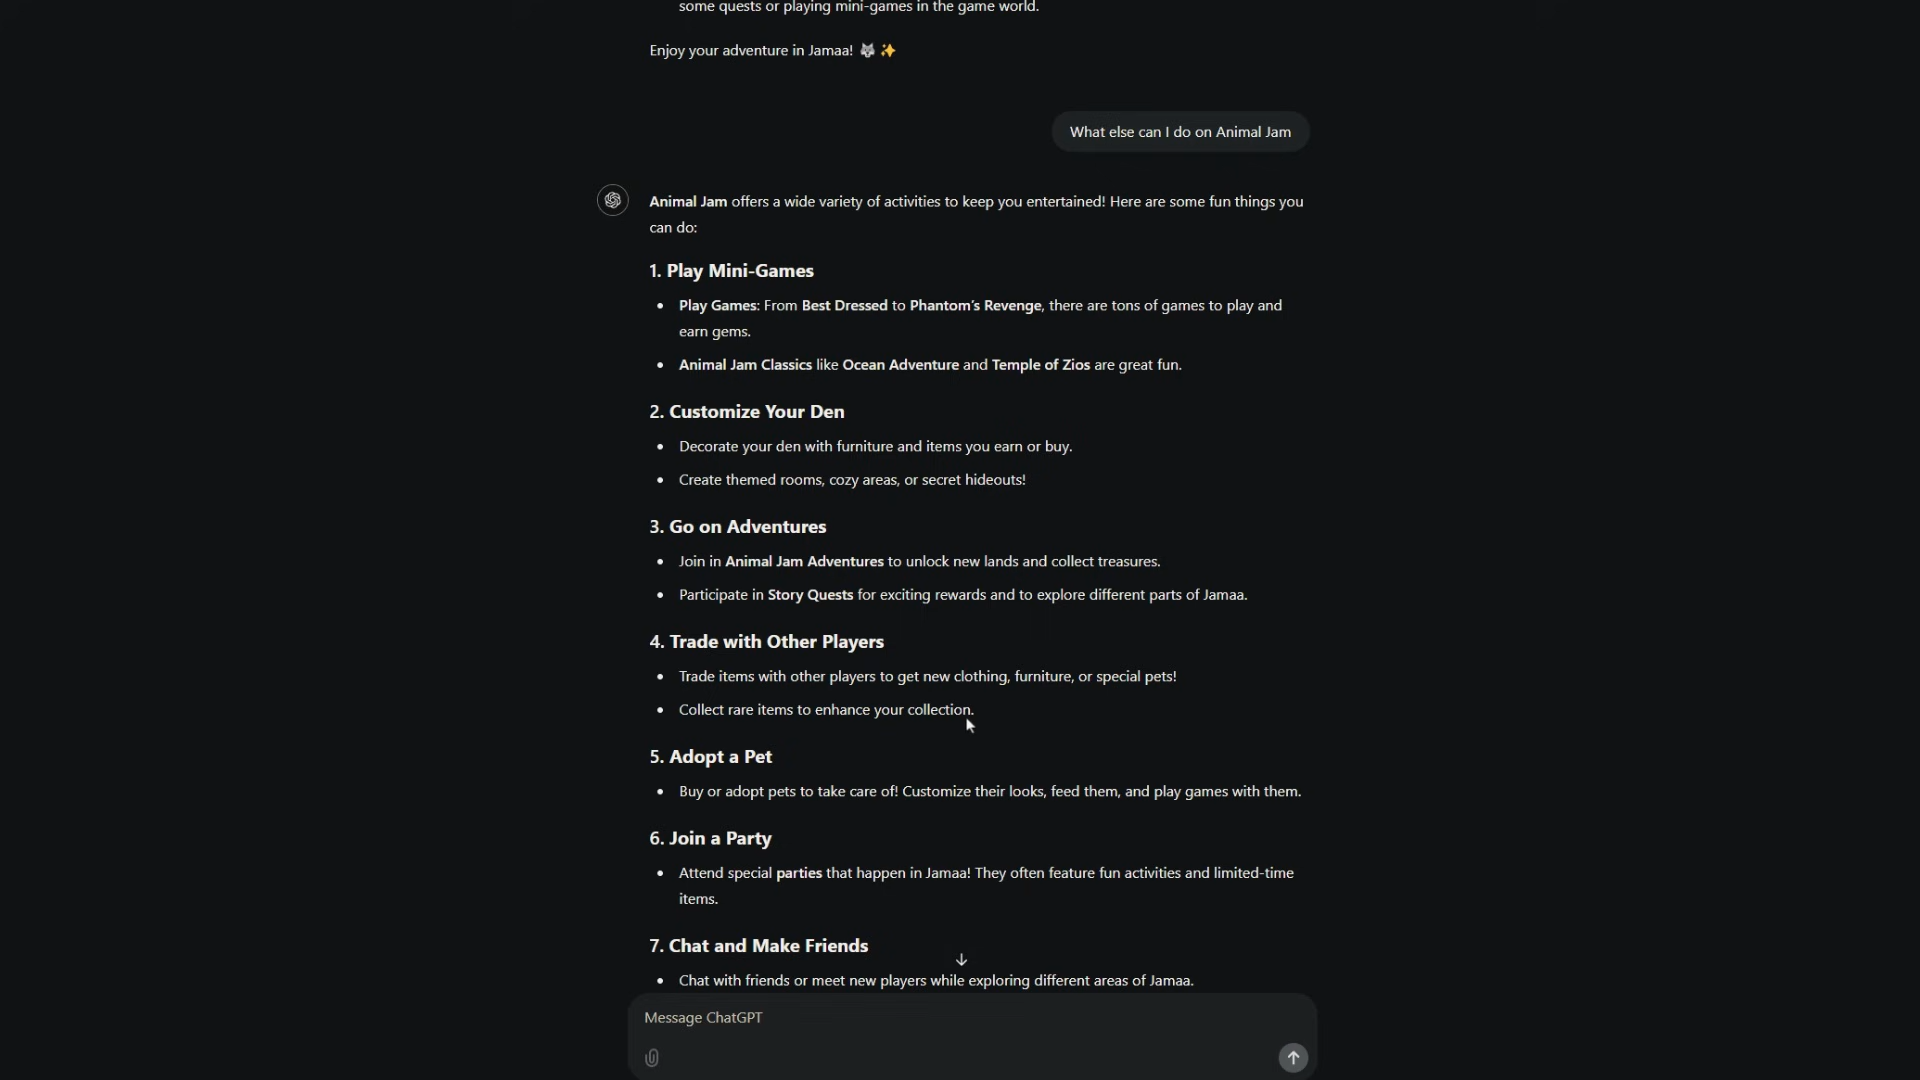 some quests or playing mini-games in the game world.
Enjoy your adventure in Jamaa! 🐺✨
What else can I do on Animal Jam
Animal Jam offers a wide variety of activities to keep you entertained! Here are some fun things you
can do:
1. Play Mini-Games
• Play Games: From Best Dressed to Phantom's Revenge, there are tons of games to play and
earn gems.
• Animal Jam Classics like Ocean Adventure and Temple of Zios are great fun.
2. Customize Your Den
• Decorate your den with furniture and items you earn or buy.
• Create themed rooms, cozy areas, or secret hideouts!
3. Go on Adventures
• Join in Animal Jam Adventures to unlock new lands and collect treasures.
• Participate in Story Quests for exciting rewards and to explore different parts of Jamaa.
4. Trade with Other Players
• Trade items with other players to get new clothing, furniture, or special pets!
• Collect rare items to enhance your collection.
5. Adopt a Pet
• Buy or adopt pets to take care of! Customize their looks, feed them, and play games with them.
6. Join a Party
• Attend special parties that happen in Jamaa! They often feature fun activities and limited-time
items.
7. Chat and Make Friends
• Chat with friends or meet new players while exploring different areas of Jamaa.
Message ChatGPT